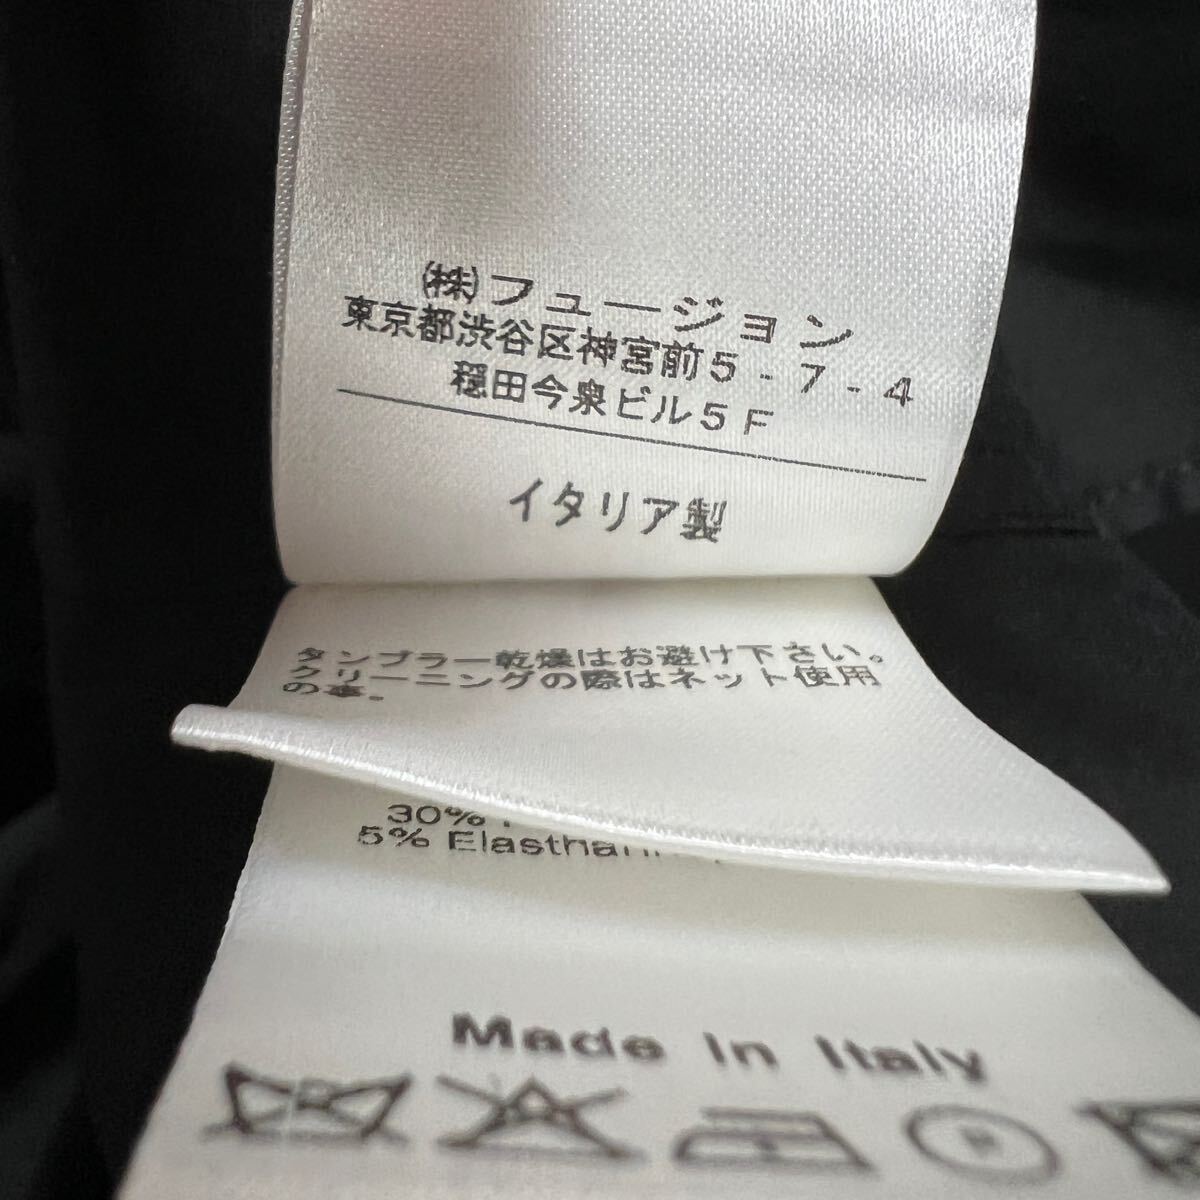 (株)フュージョン
東京都渋谷区神宮前5-7-4
穏田今泉ビル5F
イタリア製
タンブラー乾燥はお避け下さい。
クリーニングの際はネット使用
の事。
30%
5%
Made In Italy